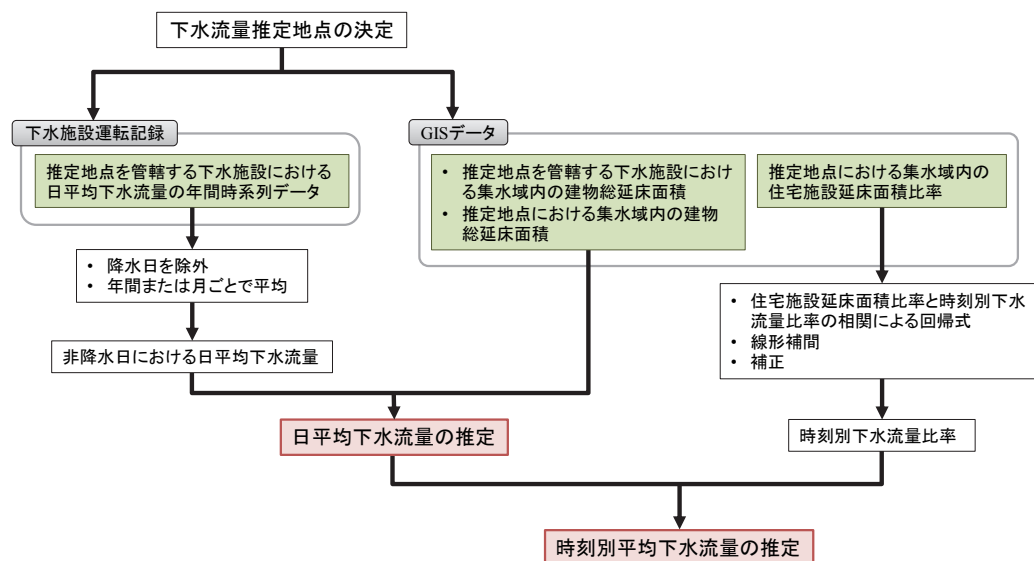 下水流量推定地点の決定
下水施設運転記録
推定地点を管轄する下水施設における
日平均下水流量の年間時系列データ
GISデータ
• 推定地点を管轄する下水施設におけ
る集水域内の建物総延床面積
• 推定地点における集水域内の建物
総延床面積
推定地点における集水域内の
住宅施設延床面積比率
• 降水日を除外
• 年間または月ごとで平均
非降水日における日平均下水流量
• 住宅施設延床面積比率と時刻別下水
流量比率の相関による回帰式
• 線形補間
• 補正
日平均下水流量の推定
時刻別下水流量比率
時刻別平均下水流量の推定